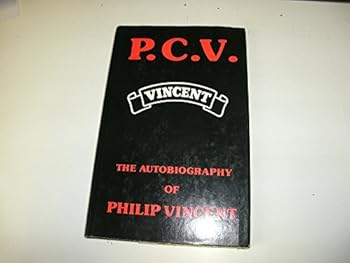 P.C.V.
VINCENT
THE AUTOBIOGRAPHY
OF
PHILIP VINCENT